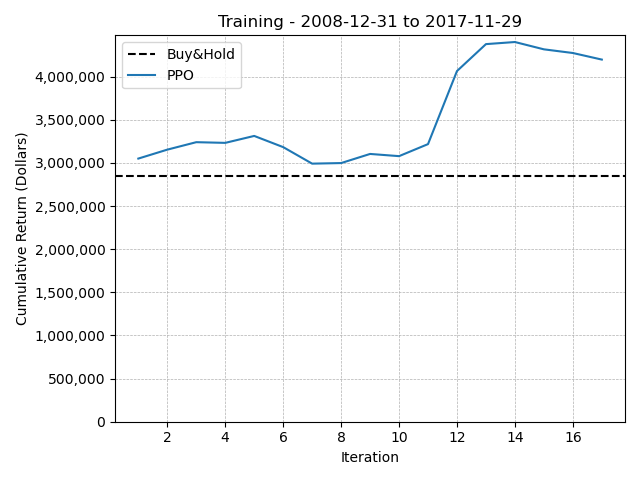 Training - 2008-12-31 to 2017-11-29
Buy&Hold
PPO
Cumulative Return (Dollars)
4,000,000
3,500,000
3,000,000
2,500,000
2,000,000
1,500,000
1,000,000
500,000
0
2 4 6 8 10 12 14 16
Iteration